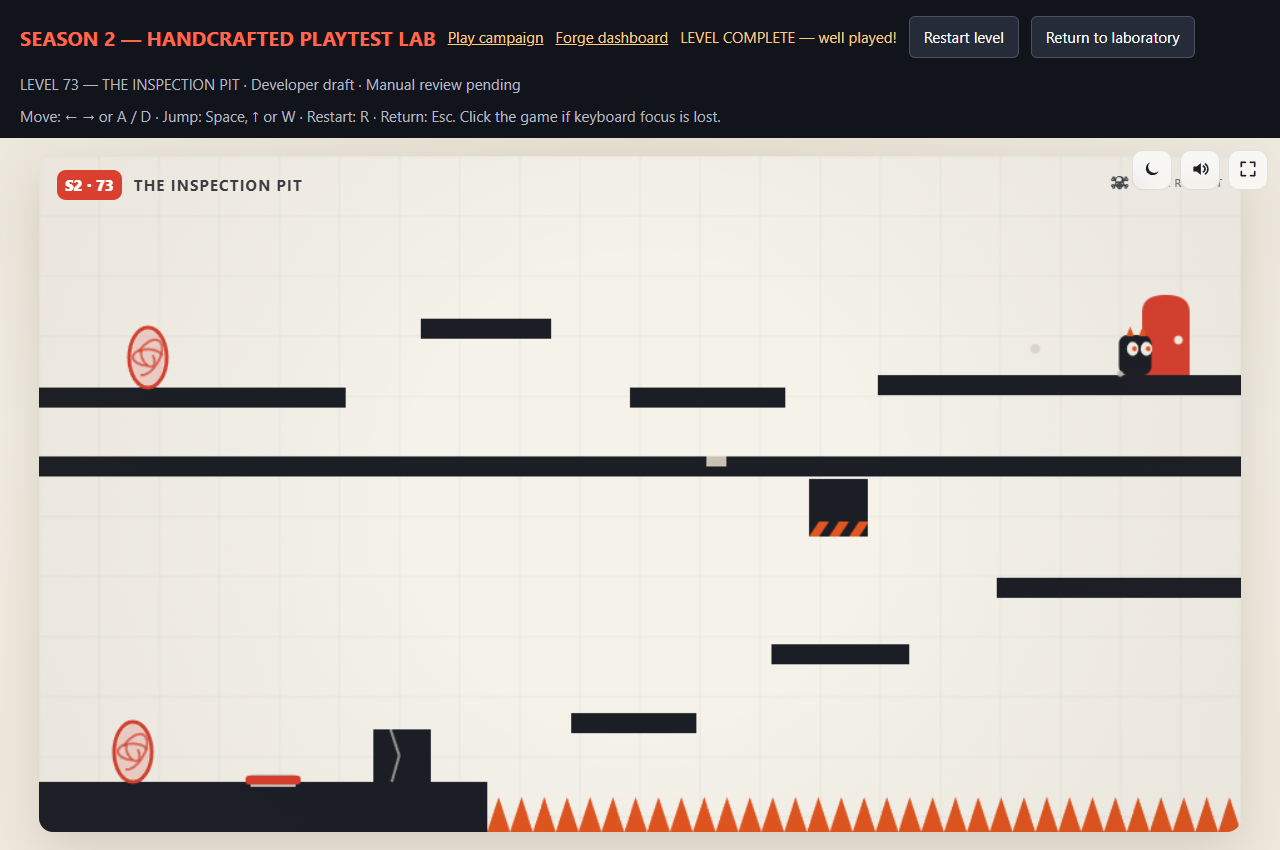 SEASON 2 — HANDCRAFTED PLAYTEST LAB Play campaign Forge dashboard LEVEL COMPLETE — well played! Restart level Return to laboratory
LEVEL 73 — THE INSPECTION PIT · Developer draft · Manual review pending
Move: ← → or A / D · Jump: Space, ↑ or W · Restart: R · Return: Esc. Click the game if keyboard focus is lost.
S2 · 73 THE INSPECTION PIT